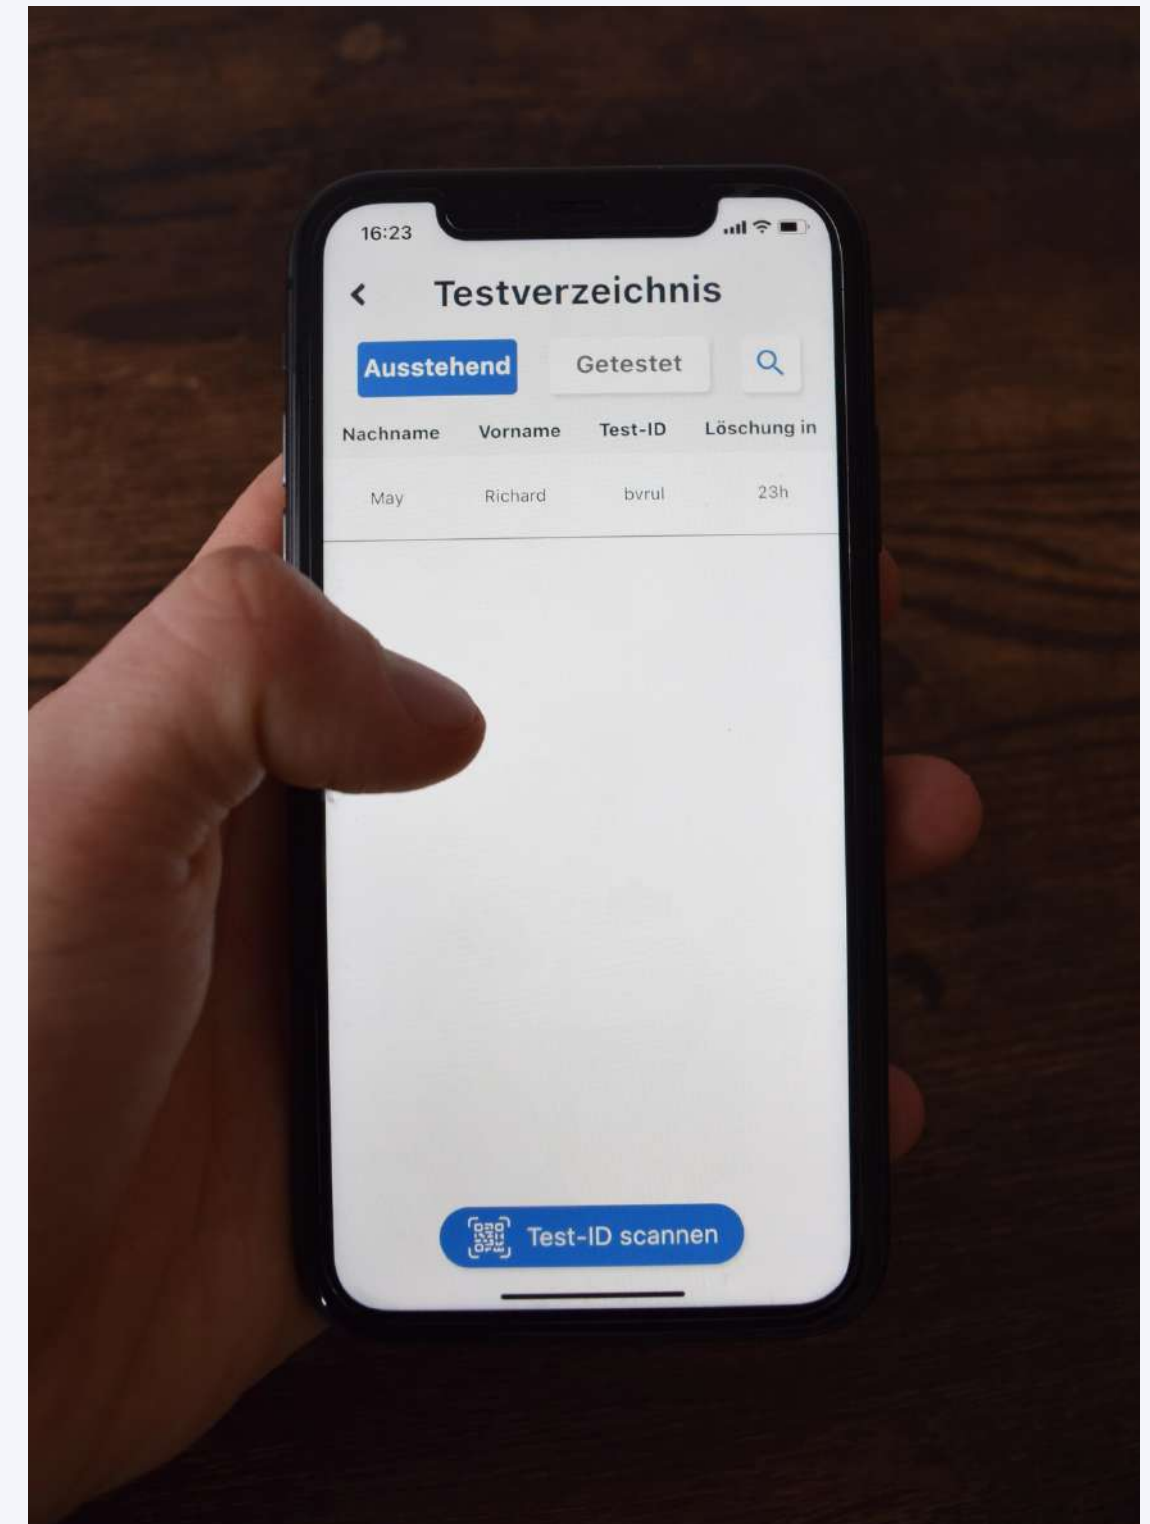 16:23
Testverzeichnis
Ausstehend Getestet
Nachname Vorname Test-ID Löschung in
May Richard bvrul 23h
Test-ID scannen